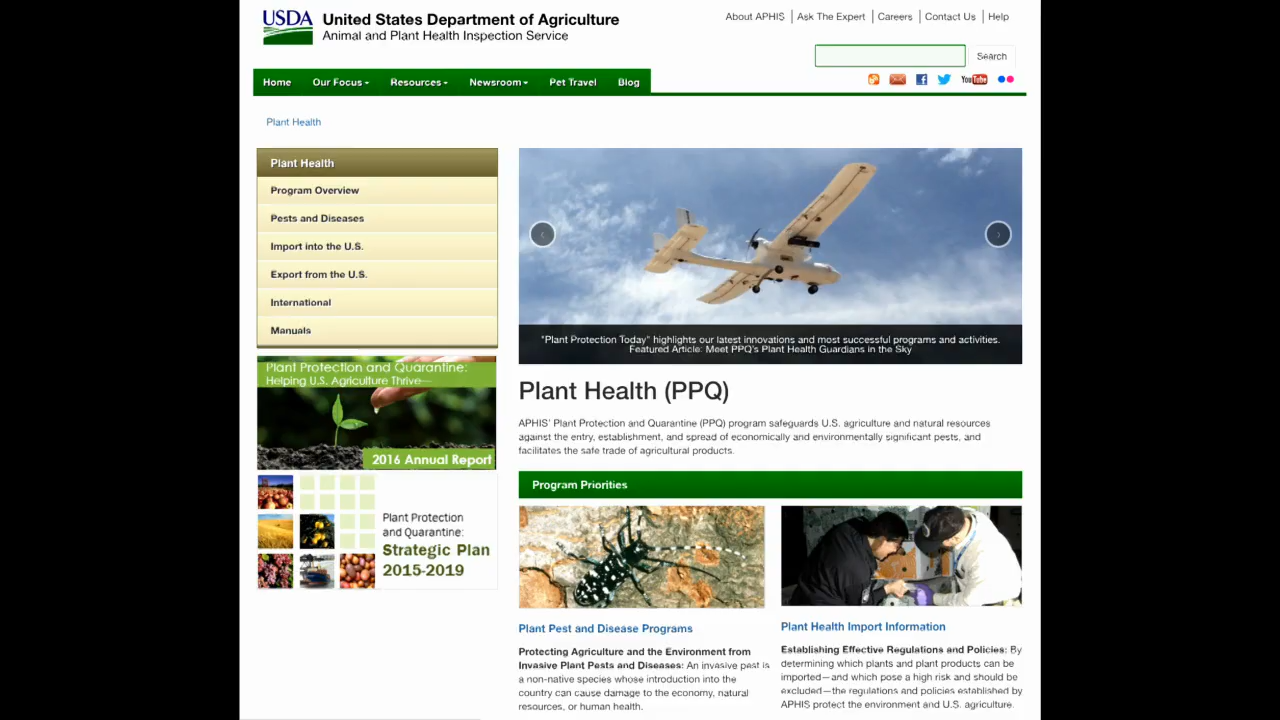 USDA
United States Department of Agriculture
Animal and Plant Health Inspection Service
About APHIS
Ask The Expert
Careers
Contact Us
Help
Search
Home
Our Focus
Resources
Newsroom
Pet Travel
Blog
YouTube
Plant Health
Plant Health
Program Overview
Pests and Diseases
Import into the U.S.
Export from the U.S.
International
Manuals
Plant Protection and Quarantine:
Helping U.S. Agriculture Thrive—
2016 Annual Report
Plant Protection
and Quarantine:
Strategic Plan
2015-2019
"Plant Protection Today" highlights our latest innovations and most successful programs and activities.
Featured Article: Meet PPQ's Plant Health Guardians in the Sky
Plant Health (PPQ)
APHIS' Plant Protection and Quarantine (PPQ) program safeguards U.S. agriculture and natural resources
against the entry, establishment, and spread of economically and environmentally significant pests, and
facilitates the safe trade of agricultural products.
Program Priorities
Plant Pest and Disease Programs
Protecting Agriculture and the Environment from
Invasive Plant Pests and Diseases: An invasive pest is
a non-native species whose introduction into the
country can cause damage to the economy, natural
resources, or human health.
Plant Health Import Information
Establishing Effective Regulations and Policies: By
determining which plants and plant products can be
imported—and which pose a high risk and should be
excluded—the regulations and policies established by
APHIS protect the environment and U.S. agriculture.